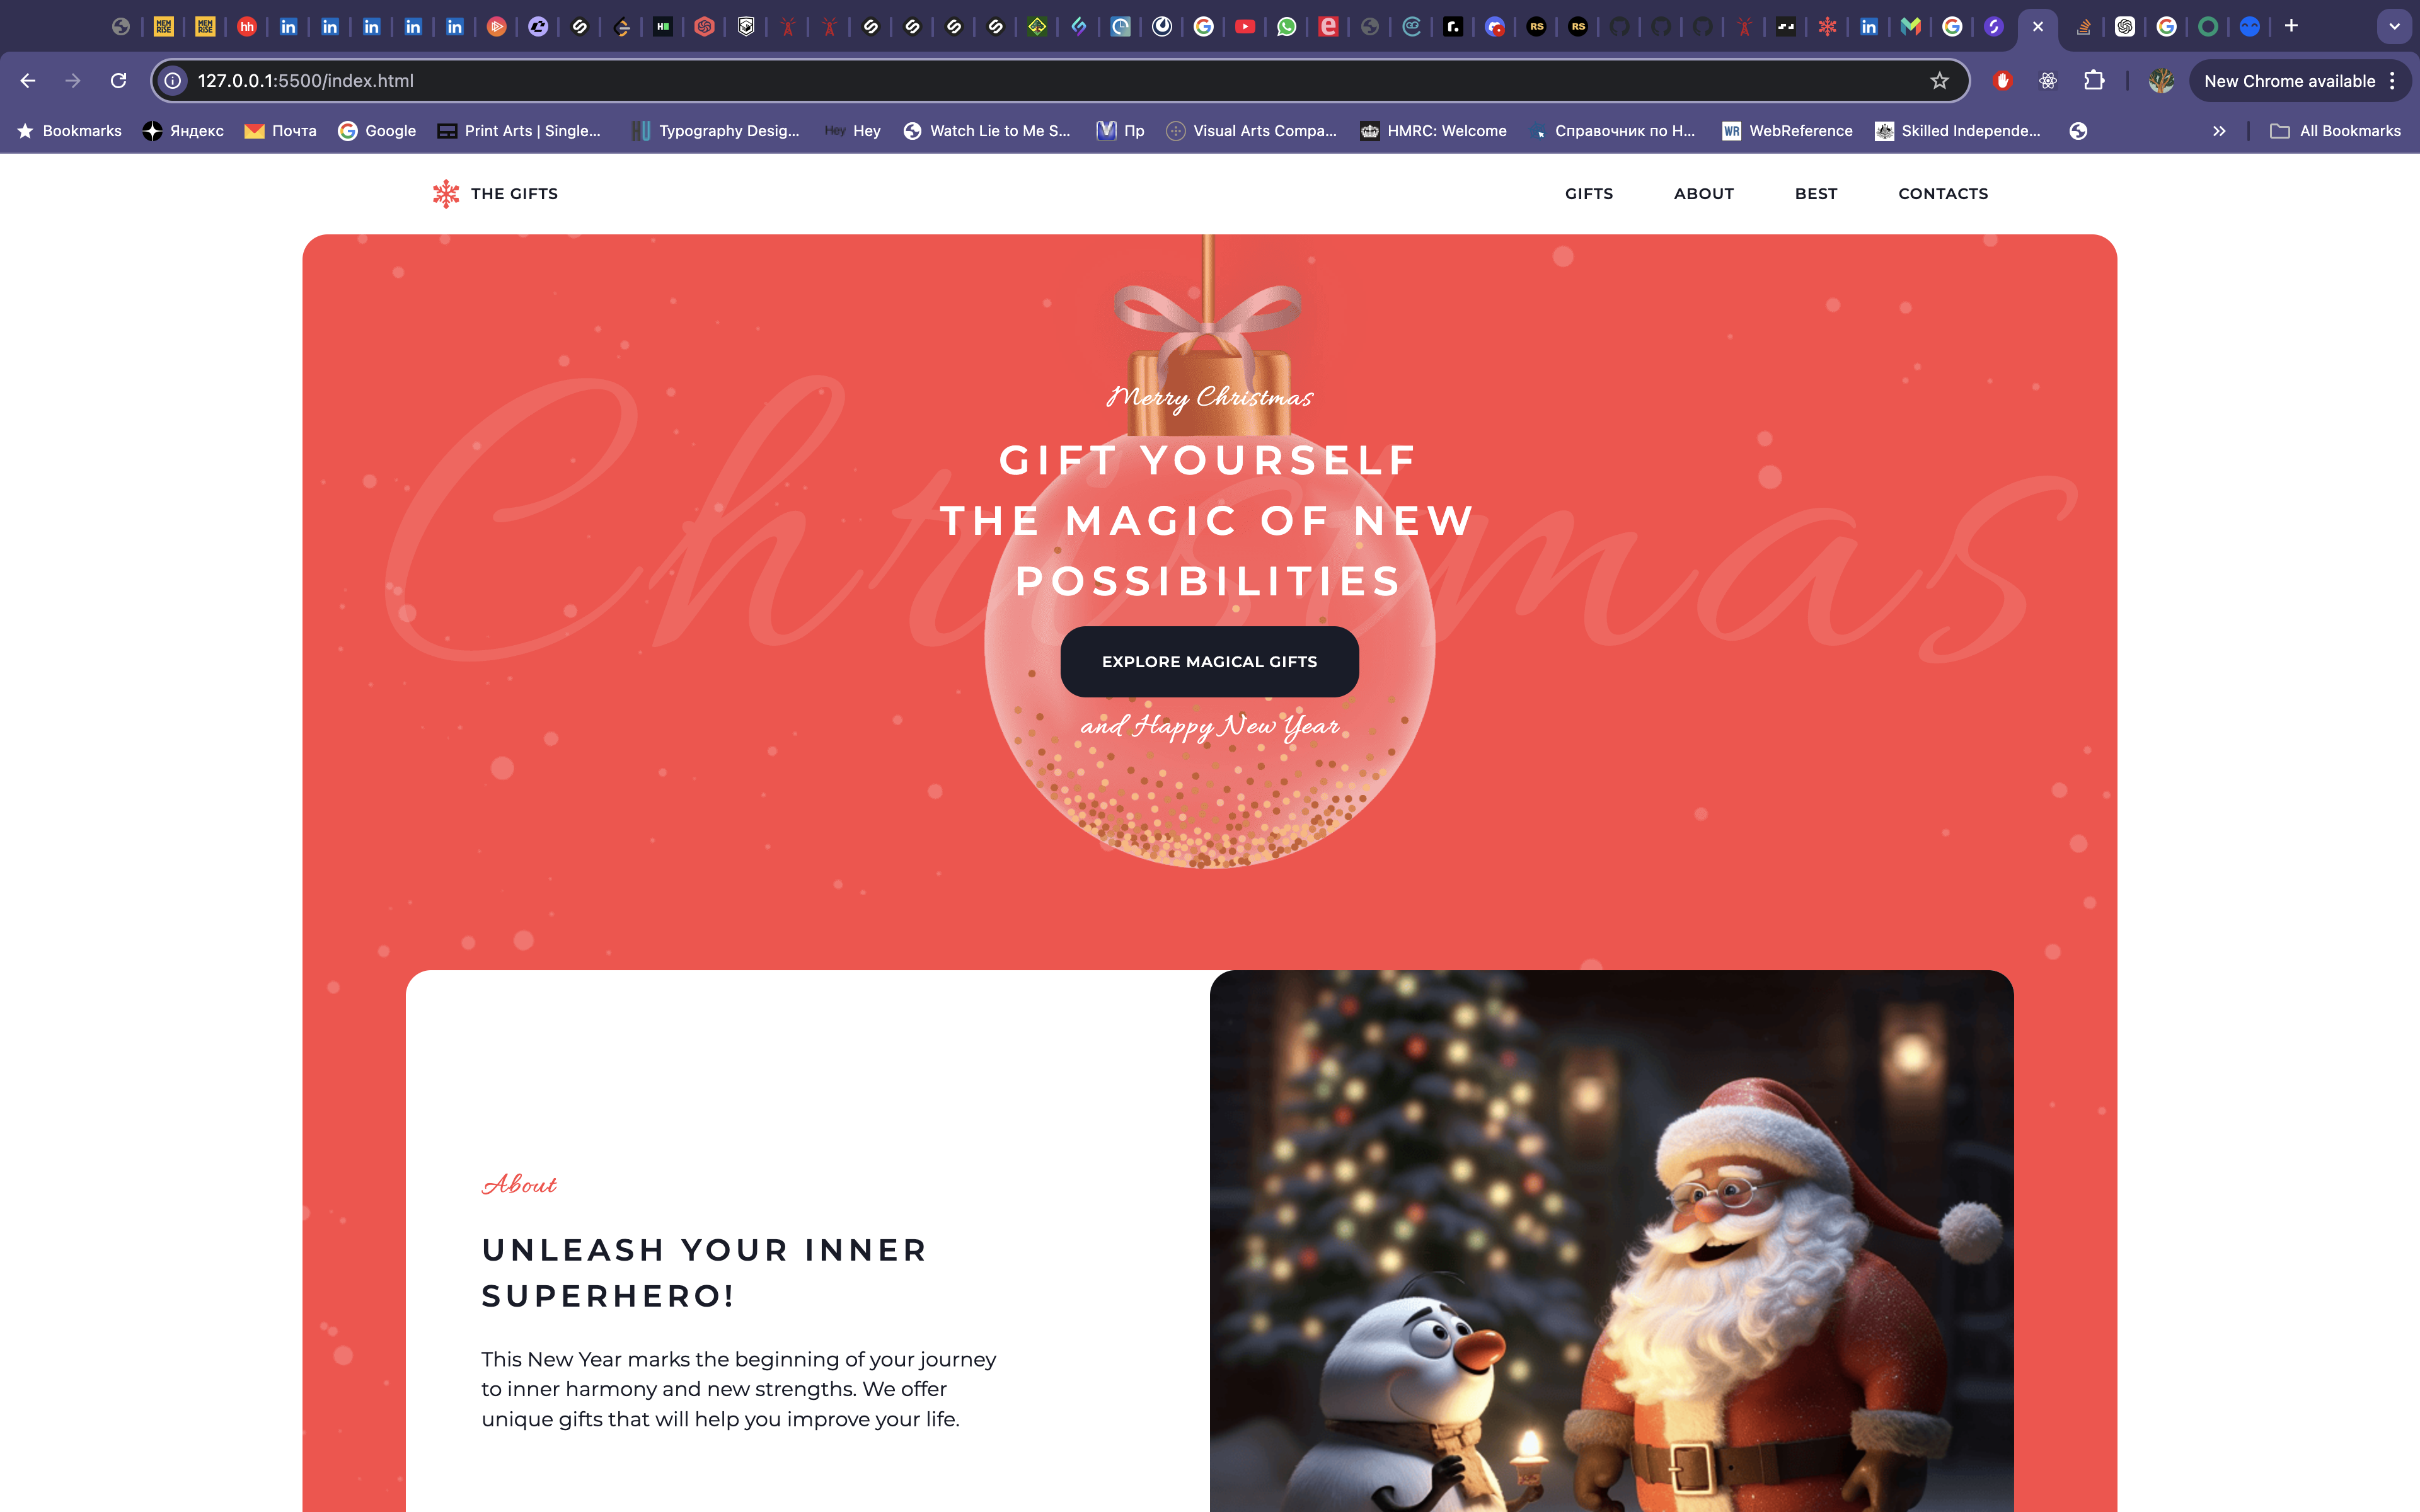 127.0.0.1:5500/index.html
New Chrome available
Bookmarks
Яндекс
Почта
Google
Print Arts | Single...
Typography Desig...
Hey
Watch Lie to Me S...
Пр
Visual Arts Compa...
HMRC: Welcome
Справочник по H...
WebReference
Skilled Independe...
All Bookmarks
THE GIFTS
GIFTS
ABOUT
BEST
CONTACTS
Christmas
Merry Christmas
GIFT YOURSELF
THE MAGIC OF NEW
POSSIBILITIES
EXPLORE MAGICAL GIFTS
and Happy New Year
About
UNLEASH YOUR INNER
SUPERHERO!
This New Year marks the beginning of your journey
to inner harmony and new strengths. We offer
unique gifts that will help you improve your life.